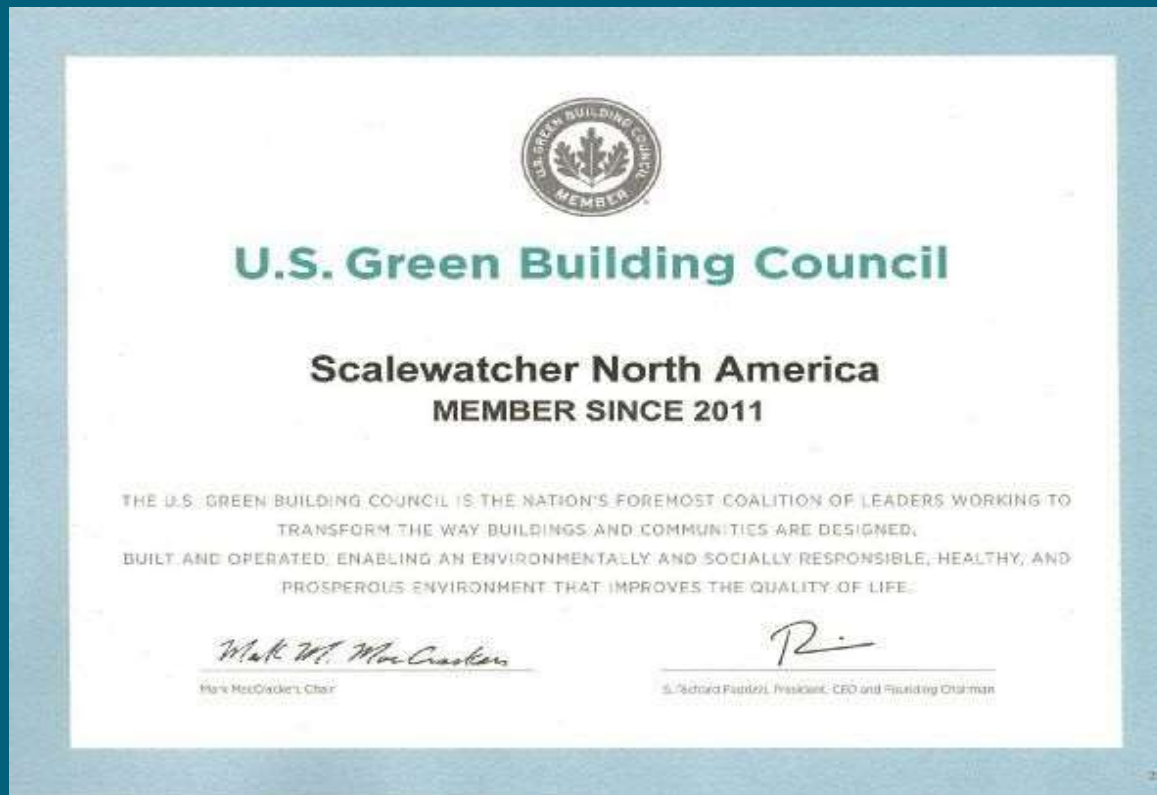 U.S. GREEN BUILDING COUNCIL
MEMBER
U.S. Green Building Council
Scalewatcher North America
MEMBER SINCE 2011
THE U.S. GREEN BUILDING COUNCIL IS THE NATION'S FOREMOST COALITION OF LEADERS WORKING TO
TRANSFORM THE WAY BUILDINGS AND COMMUNITIES ARE DESIGNED,
BUILT AND OPERATED, ENABLING AN ENVIRONMENTALLY AND SOCIALLY RESPONSIBLE, HEALTHY, AND
PROSPEROUS ENVIRONMENT THAT IMPROVES THE QUALITY OF LIFE.
Mark M. MacCracken
Mark MacCracken, Chair
S. Richard Fedrizzi, President, CEO and Founding Chairman